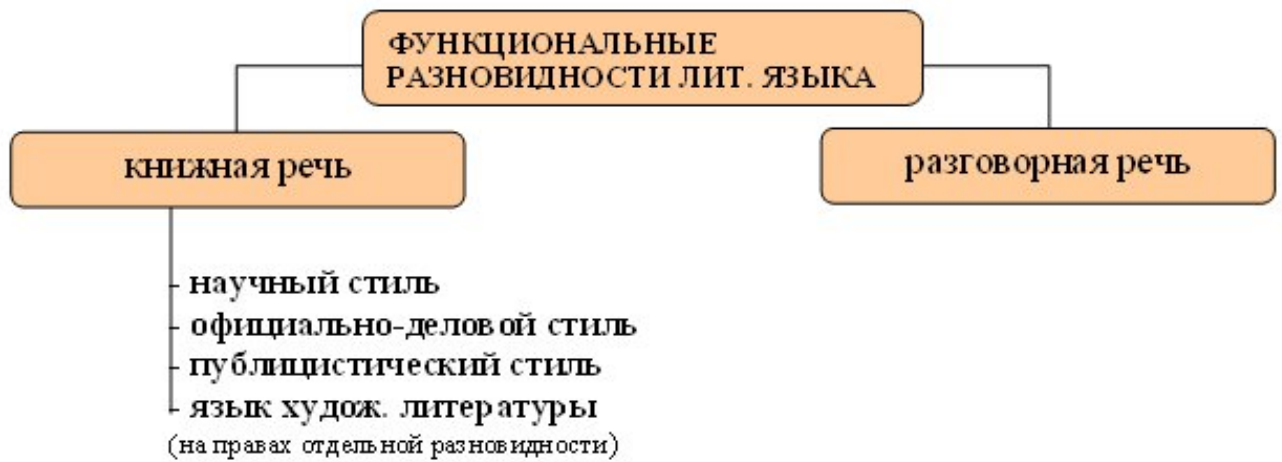 ФУНКЦИОНАЛЬНЫЕ
РАЗНОВИДНОСТИ ЛИТ. ЯЗЫКА
книжная речь
разговорная речь
- научный стиль
- официально-деловой стиль
- публицистический стиль
- язык худож. литературы
(на правах отдельной разновидности)